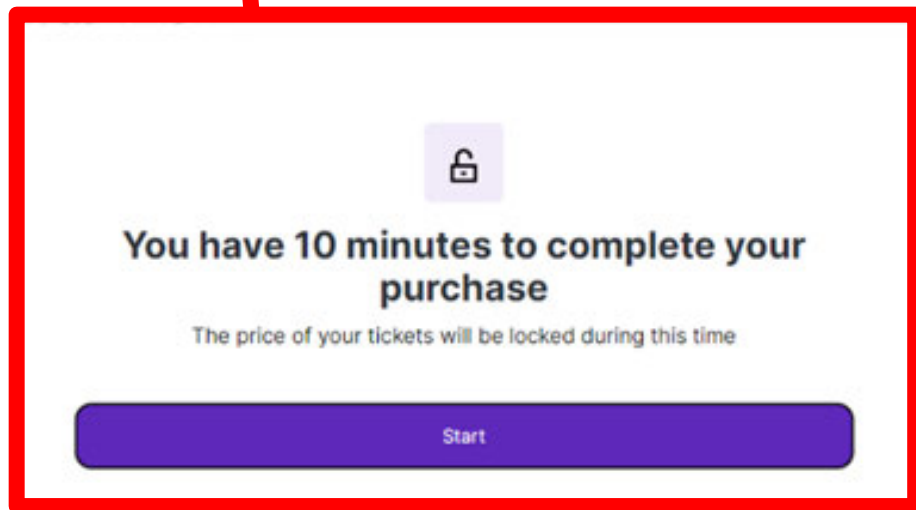 You have 10 minutes to complete your
purchase
The price of your tickets will be locked during this time
Start